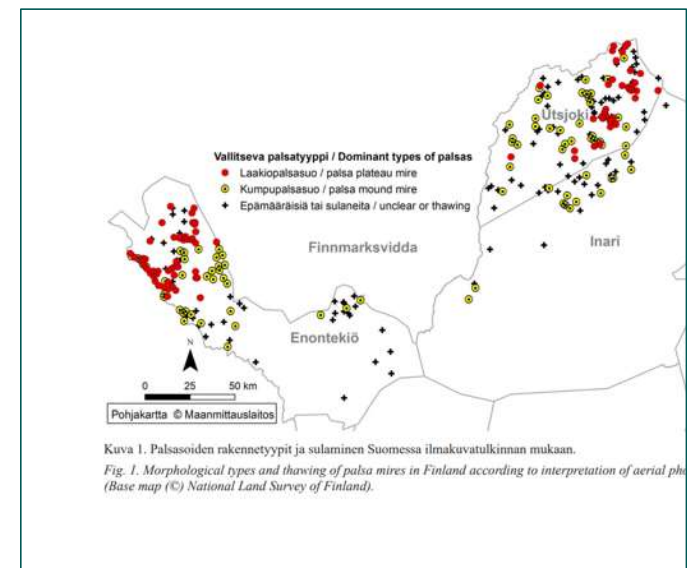 Vallitseva palsatyyppi / Dominant types of palsas
Laakiopalsasuo / palsa plateau mire
Kumpupalsasuo / palsa mound mire
Epämääräisiä tai sulaneita / unclear or thawing
Utsjoki
Inari
Finnmarksvidda
Enontekiö
N
0 25 50 km
Pohjakartta © Maanmittauslaitos
Kuva 1. Palsasoiden rakennetyypit ja sulaminen Suomessa ilmakuvatulkinnan mukaan.
Fig. 1. Morphological types and thawing of palsa mires in Finland according to interpretation of aerial pho
(Base map (©) National Land Survey of Finland).